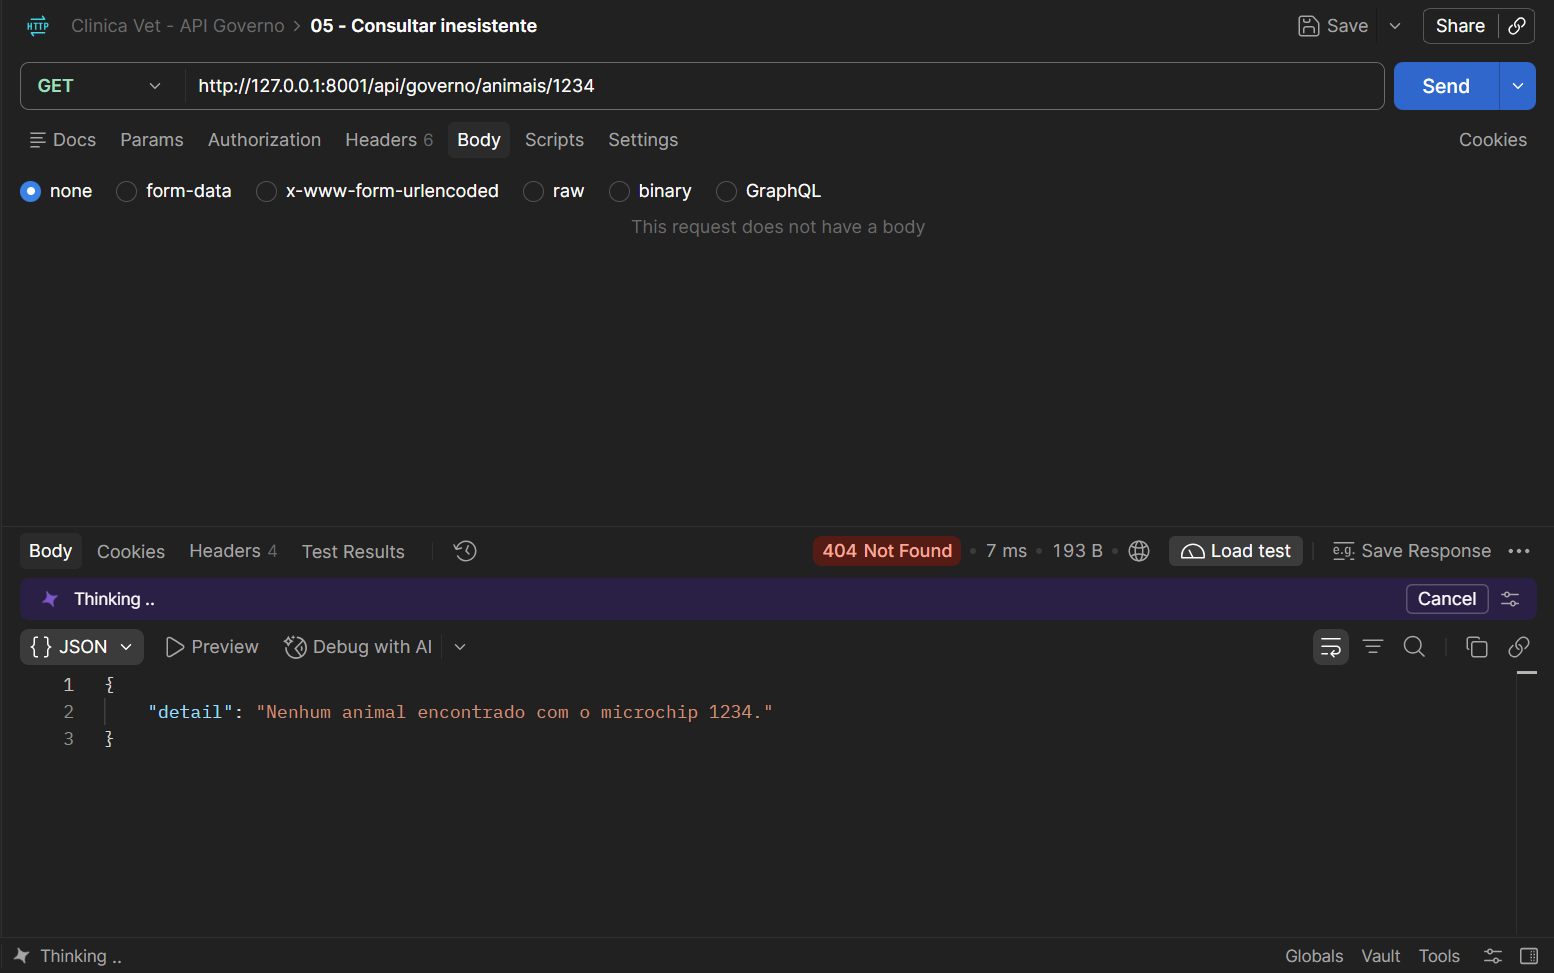 HTTP Clinica Vet - API Governo > 05 - Consultar inesistente Save Share
GET http://127.0.0.1:8001/api/governo/animais/1234 Send
Docs Params Authorization Headers 6 Body Scripts Settings Cookies
none form-data x-www-form-urlencoded raw binary GraphQL
This request does not have a body
Body Cookies Headers 4 Test Results 404 Not Found • 7 ms • 193 B • Load test e.g. Save Response
Thinking .. Cancel
{} JSON Preview Debug with AI
1 {
2 "detail": "Nenhum animal encontrado com o microchip 1234."
3 }
Thinking .. Globals Vault Tools